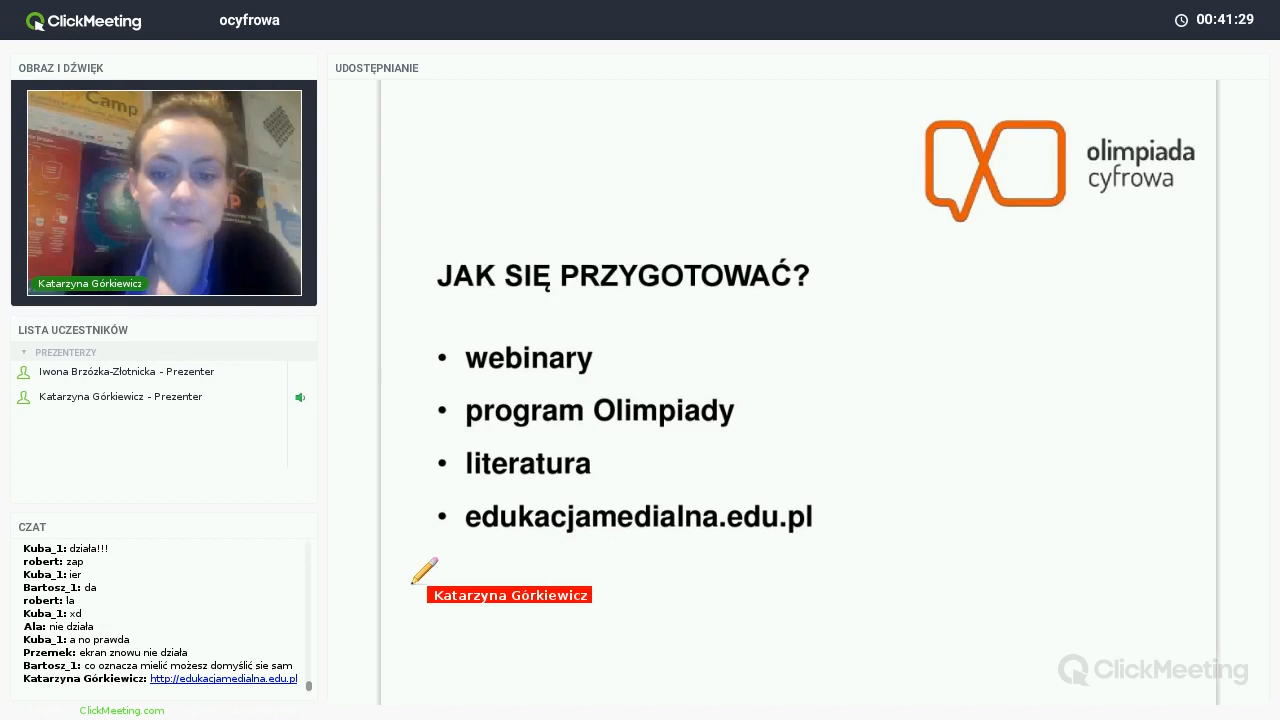 ClickMeeting
ocyfrowa
00:41:29
OBRAZ I DŹWIĘK
Camp
Katarzyna Górkiewicz
LISTA UCZESTNIKÓW
PREZENTERZY
Iwona Brzózka-Złotnicka - Prezenter
Katarzyna Górkiewicz - Prezenter
CZAT
Kuba_1: działa!!!
robert: zap
Kuba_1: ier
Bartosz_1: da
robert: la
Kuba_1: xd
Ala: nie działa
Kuba_1: a no prawda
Przemek: ekran znowu nie działa
Bartosz_1: co oznacza mielić możesz domyślić sie sam
Katarzyna Górkiewicz: http://edukacjamedialna.edu.pl
ClickMeeting.com
UDOSTĘPNIANIE
olimpiada
cyfrowa
JAK SIĘ PRZYGOTOWAĆ?
• webinary
• program Olimpiady
• literatura
• edukacjamedialna.edu.pl
Katarzyna Górkiewicz
ClickMeeting